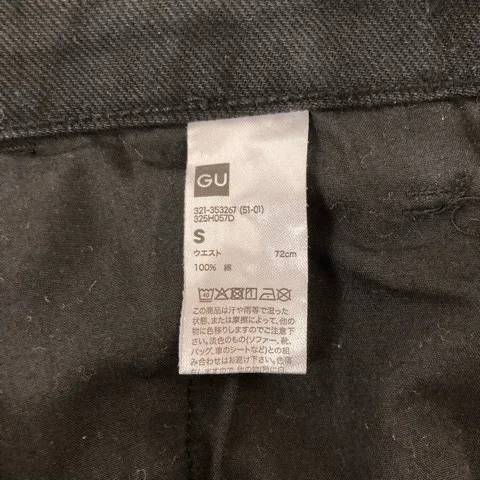 GU
321-353267 (51-01)
325H057D
S
ウエスト 72cm
100% 綿
40
この商品は汗や雨等で湿った
状態、または摩擦によって、他の
物に色移りしますのでご注意下
さい。淡色のもの(ソファー、靴、
バッグ、車のシートなど)との組
み合わせはお避け下さい。色落